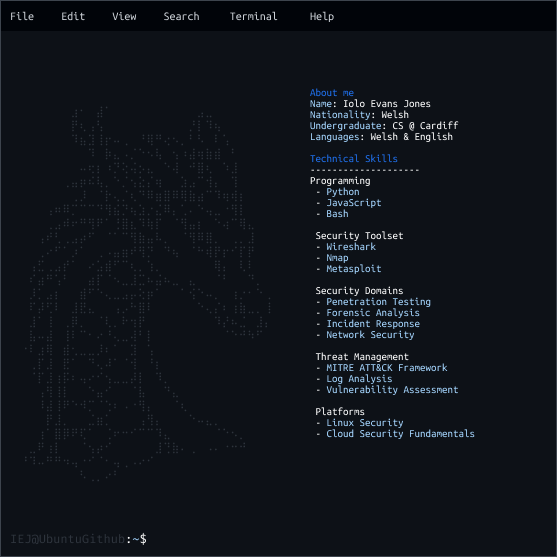 File Edit View Search Terminal Help
About me
Name: Iolo Evans Jones
Nationality: Welsh
Undergraduate: CS @ Cardiff
Languages: Welsh & English
Technical Skills
--------------------
Programming
- Python
- JavaScript
- Bash
Security Toolset
- Wireshark
- Nmap
- Metasploit
Security Domains
- Penetration Testing
- Forensic Analysis
- Incident Response
- Network Security
Threat Management
- MITRE ATT&CK Framework
- Log Analysis
- Vulnerability Assessment
Platforms
- Linux Security
- Cloud Security Fundamentals
IEJ@UbuntuGithub:~$